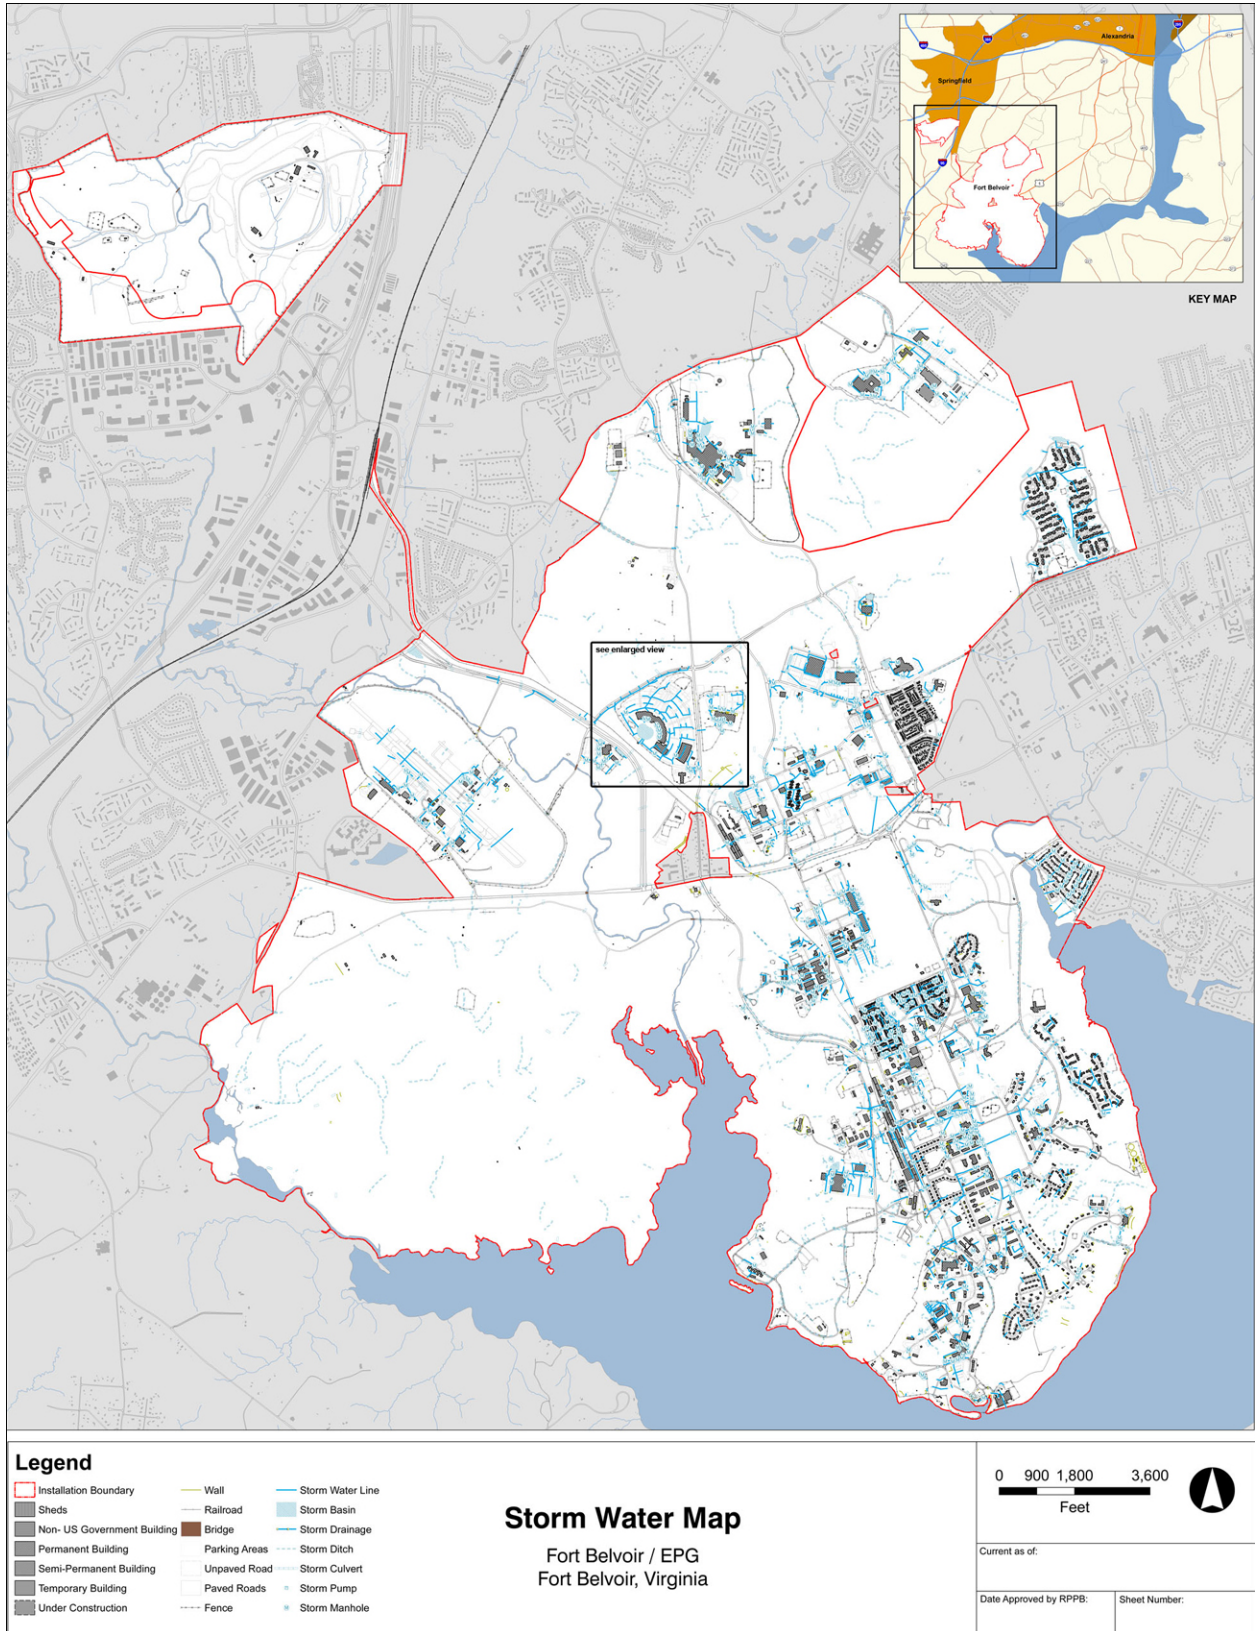 Alexandria
Springfield
Fort Belvoir
KEY MAP
see enlarged view
Legend
Installation Boundary
Sheds
Non- US Government Building
Permanent Building
Semi-Permanent Building
Temporary Building
Under Construction
Wall
Railroad
Bridge
Parking Areas
Unpaved Road
Paved Roads
Fence
Storm Water Line
Storm Basin
Storm Drainage
Storm Ditch
Storm Culvert
Storm Pump
Storm Manhole
Storm Water Map
Fort Belvoir / EPG
Fort Belvoir, Virginia
0 900 1,800 3,600
Feet
Current as of:
Date Approved by RPPB:
Sheet Number: